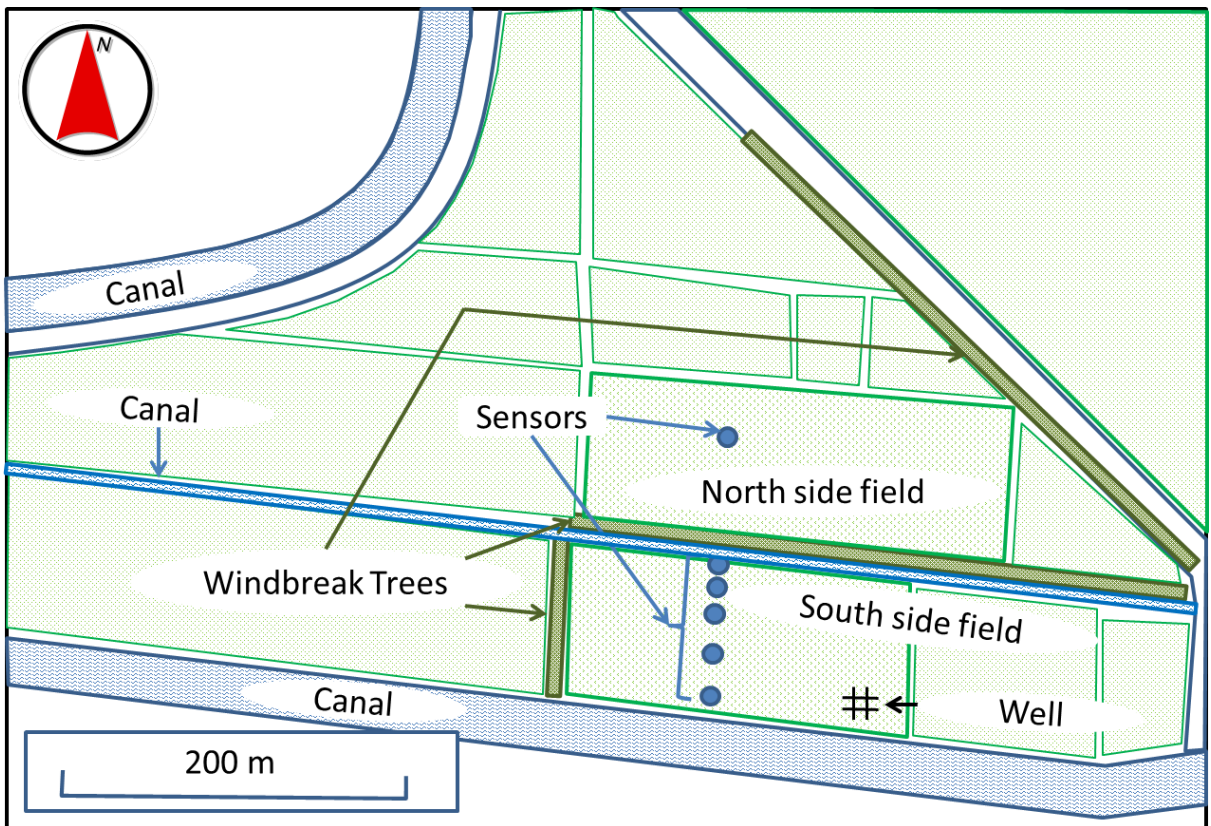 N
Canal
Canal
Sensors
North side field
Windbreak Trees
South side field
Canal
Well
200 m